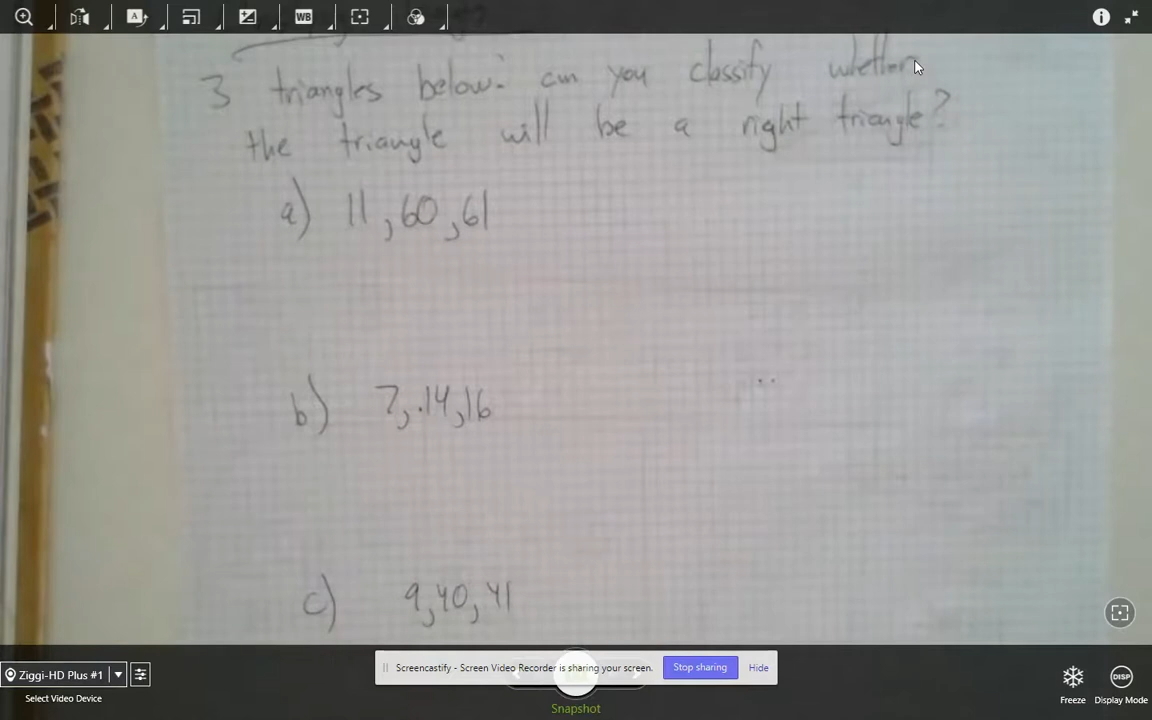 WB
3 triangles below: can you classify whether
the triangle will be a right triangle?
a) 11, 60, 61
b) 7, 14, 16
c) 9, 40, 41
Ziggi-HD Plus #1
Select Video Device
Screencastify - Screen Video Recorder is sharing your screen.
Stop sharing
Hide
Snapshot
Freeze
DISP
Display Mode